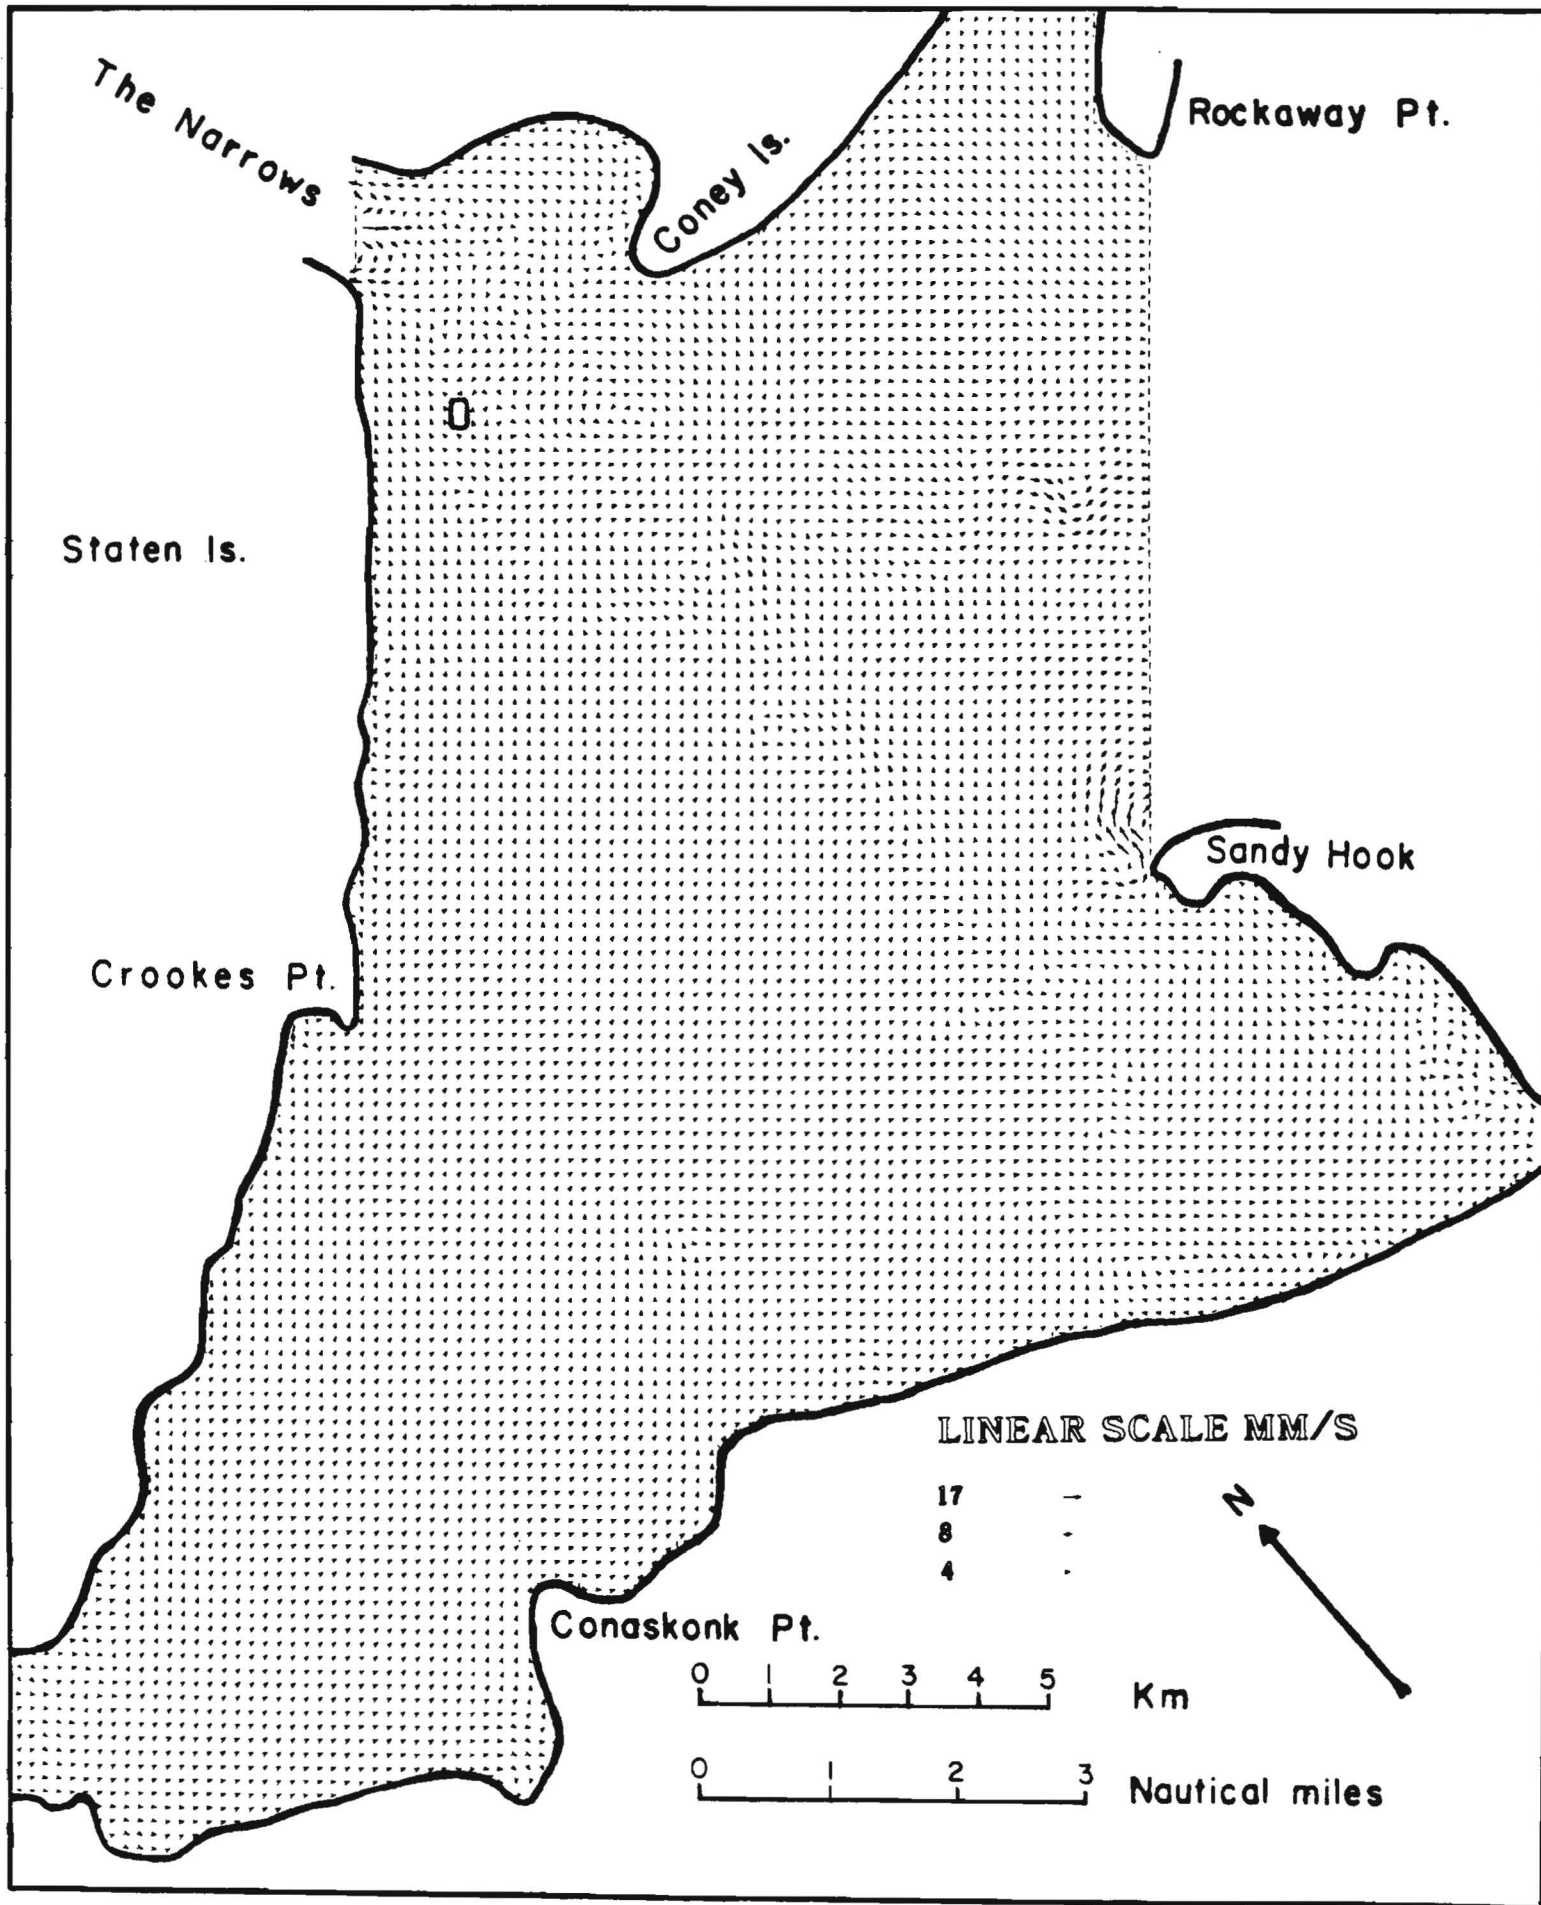 The Narrows
Rockaway Pt.
Coney Is.
Staten Is.
Sandy Hook
Crookes Pt.
LINEAR SCALE MM/S
17
8
4
N
Conaskonk Pt.
0 1 2 3 4 5 Km
0 1 2 3 Nautical miles